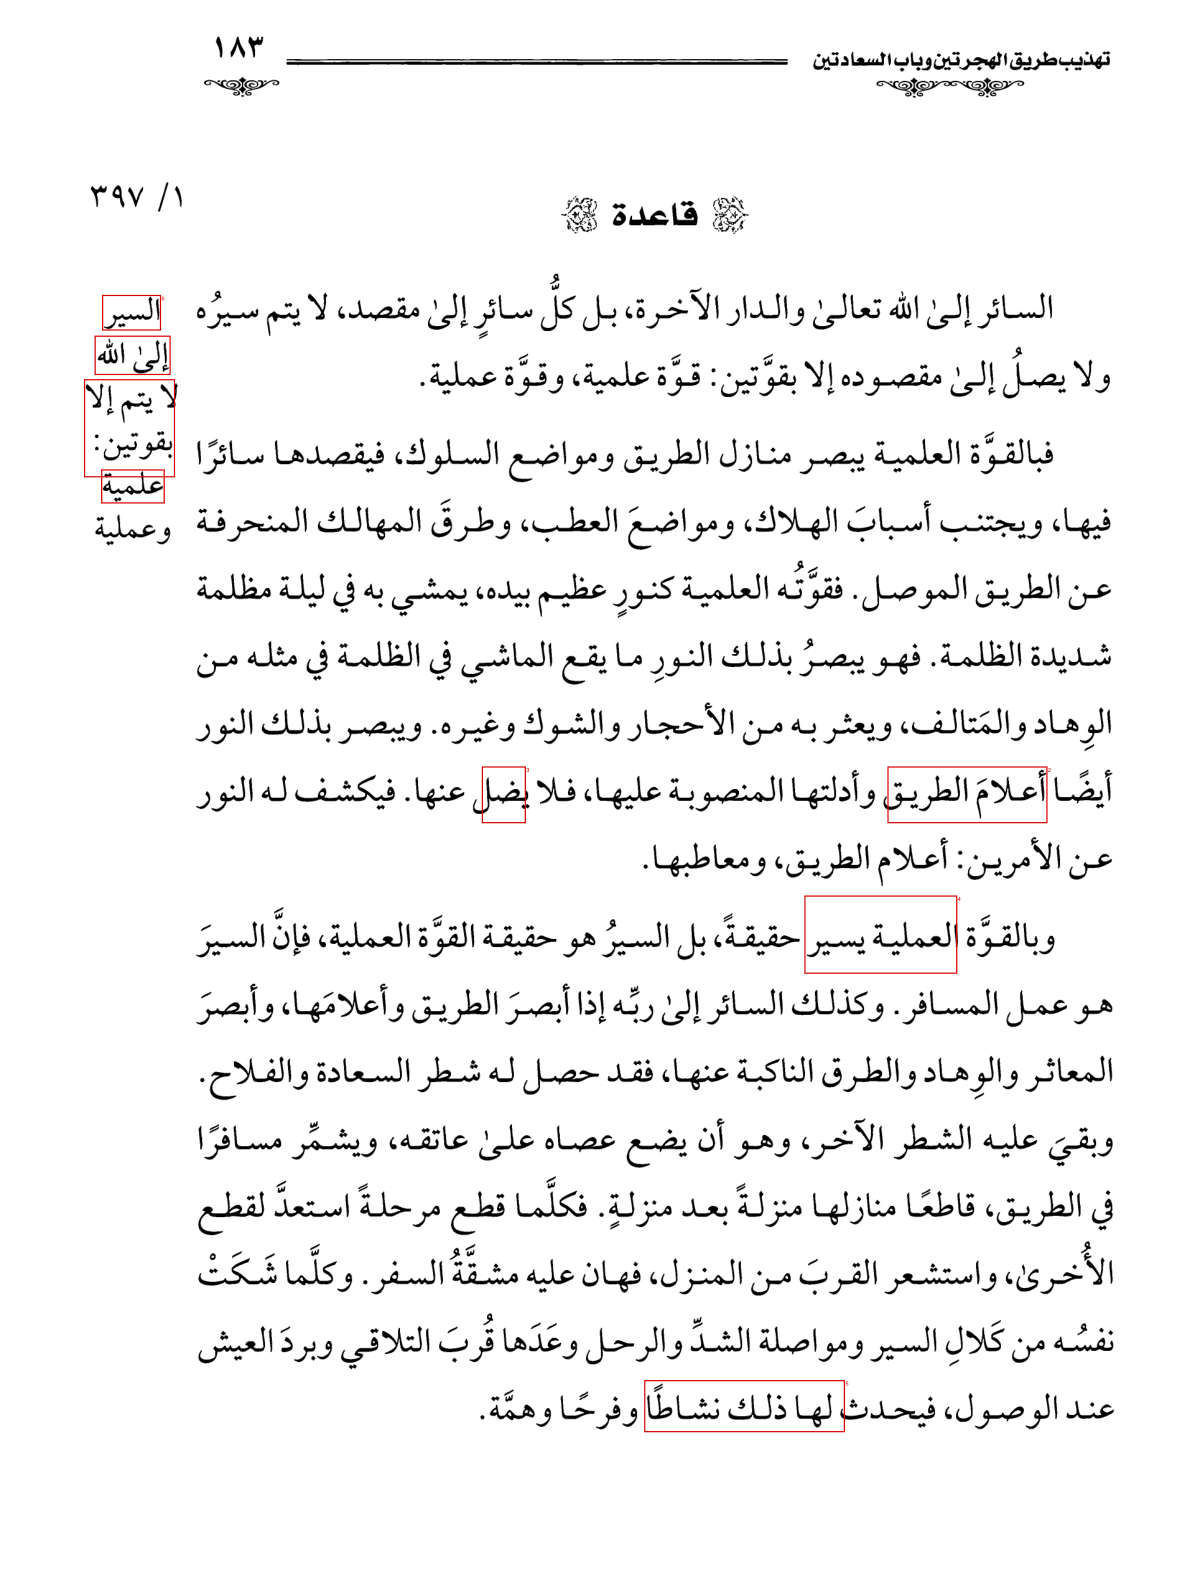 تهذيب طريق الهجرتين وباب السعادتين
١٨٣
قاعدة
١/ ٣٩٧
السائر إلىٰ الله تعالىٰ والدار الآخرة، بل كلُّ سائرٍ إلىٰ مقصد، لا يتم سيرُه
ولا يصلُ إلىٰ مقصوده إلا بقوَّتين: قوَّة علمية، وقوَّة عملية.
السير
إلىٰ الله
لا يتم إلا
بقوتين:
علمية
وعملية
فبالقوَّة العلمية يبصر منازل الطريق ومواضع السلوك، فيقصدها سائرًا
فيها، ويجتنب أسبابَ الهلاك، ومواضعَ العطب، وطرقَ المهالك المنحرفة
عن الطريق الموصل. فقوَّتُه العلمية كنورٍ عظيم بيده، يمشي به في ليلة مظلمة
شديدة الظلمة. فهو يبصرُ بذلك النورِ ما يقع الماشي في الظلمة في مثله من
الوِهاد والمَتالف، ويعثر به من الأحجار والشوك وغيره. ويبصر بذلك النور
أيضًا أعلامَ الطريق وأدلتها المنصوبة عليها، فلا يضل عنها. فيكشف له النور
عن الأمرين: أعلام الطريق، ومعاطبها.
وبالقوَّة العملية يسير حقيقةً، بل السيرُ هو حقيقة القوَّة العملية، فإنَّ السيرَ
هو عمل المسافر. وكذلك السائر إلىٰ ربِّه إذا أبصرَ الطريق وأعلامَها، وأبصرَ
المعاثر والوِهاد والطرق الناكبة عنها، فقد حصل له شطر السعادة والفلاح.
وبقيَ عليه الشطر الآخر، وهو أن يضع عصاه علىٰ عاتقه، ويشمِّر مسافرًا
في الطريق، قاطعًا منازلها منزلةً بعد منزلةٍ. فكلَّما قطع مرحلةً استعدَّ لقطع
الأُخرىٰ، واستشعر القربَ من المنزل، فهان عليه مشقَّةُ السفر. وكلَّما شَكَتْ
نفسُه من كَلالِ السير ومواصلة الشدِّ والرحل وعَدَها قُربَ التلاقي وبردَ العيش
عند الوصول، فيحدث لها ذلك نشاطًا وفرحًا وهمَّة.